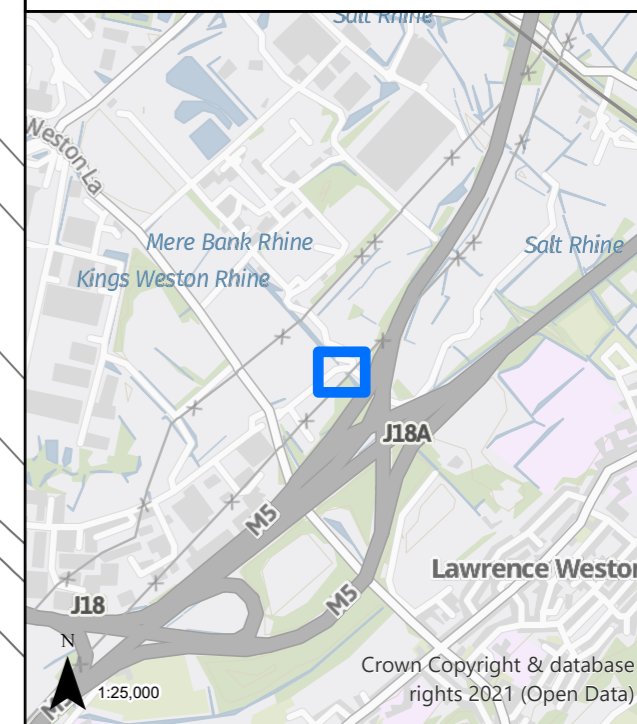 Salt Rhine
Weston La
Mere Bank Rhine
Salt Rhine
Kings Weston Rhine
J18A
M5
Lawrence Weston
M5
J18
N
Crown Copyright & database
1:25,000
rights 2021 (Open Data)